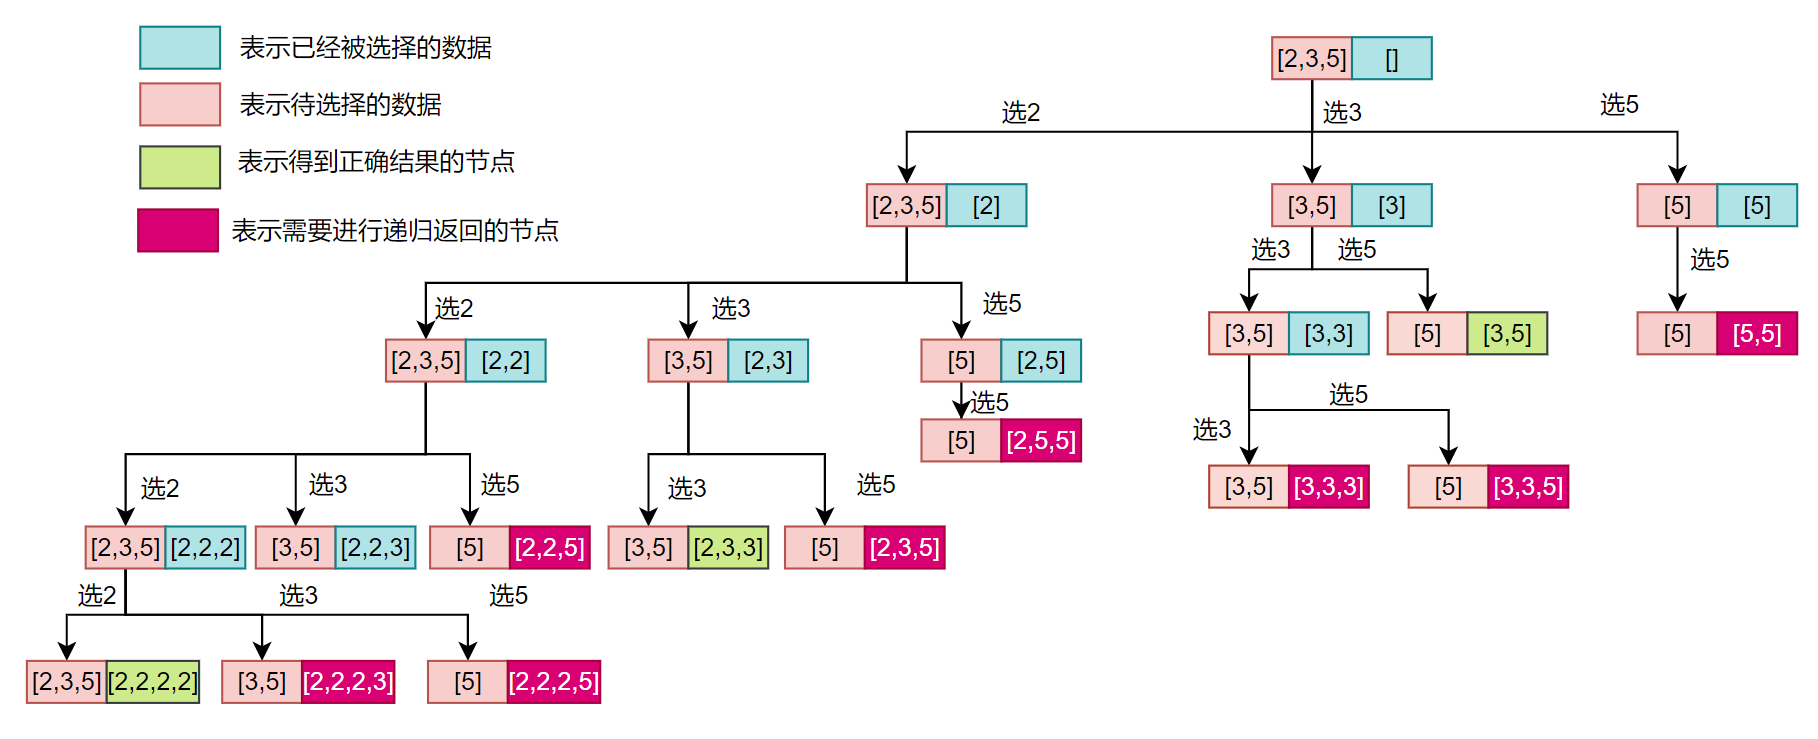 表示已经被选择的数据
表示待选择的数据
表示得到正确结果的节点
表示需要进行递归返回的节点
[2,3,5] []
选2 选3 选5
[2,3,5] [2] [3,5] [3] [5] [5]
选3 选5 选5
选2 选3 选5
[3,5] [3,3] [5] [3,5] [5] [5,5]
[2,3,5] [2,2] [3,5] [2,3] [5] [2,5]
选5 选5
[5] [2,5,5] 选3
选2 选3 选5 选3 选5
[3,5] [3,3,3] [5] [3,3,5]
[2,3,5] [2,2,2] [3,5] [2,2,3] [5] [2,2,5] [3,5] [2,3,3] [5] [2,3,5]
选2 选3 选5
[2,3,5] [2,2,2,2] [3,5] [2,2,2,3] [5] [2,2,2,5]